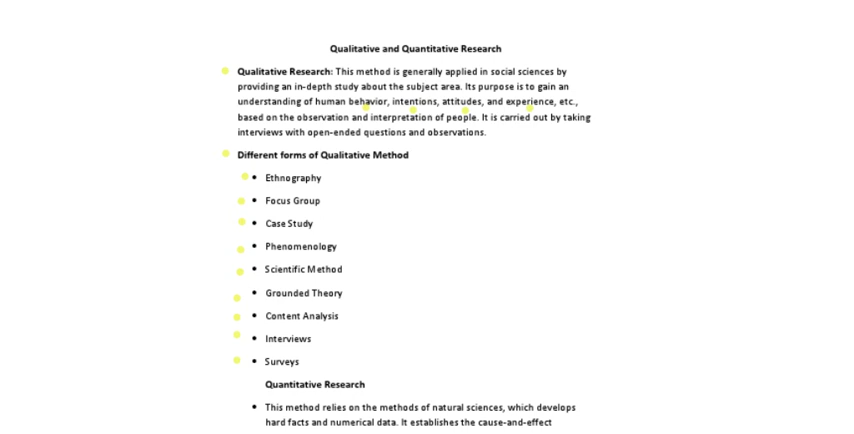 Qualitative and Quantitative Research
Qualitative Research: This method is generally applied in social sciences by
providing an in-depth study about the subject area. Its purpose is to gain an
understanding of human behavior, intentions, attitudes, and experience, etc.,
based on the observation and interpretation of people. It is carried out by taking
interviews with open-ended questions and observations.
Different forms of Qualitative Method
• Ethnography
• Focus Group
• Case Study
• Phenomenology
• Scientific Method
• Grounded Theory
• Content Analysis
• Interviews
• Surveys
Quantitative Research
• This method relies on the methods of natural sciences, which develops
hard facts and numerical data. It establishes the cause-and-effect